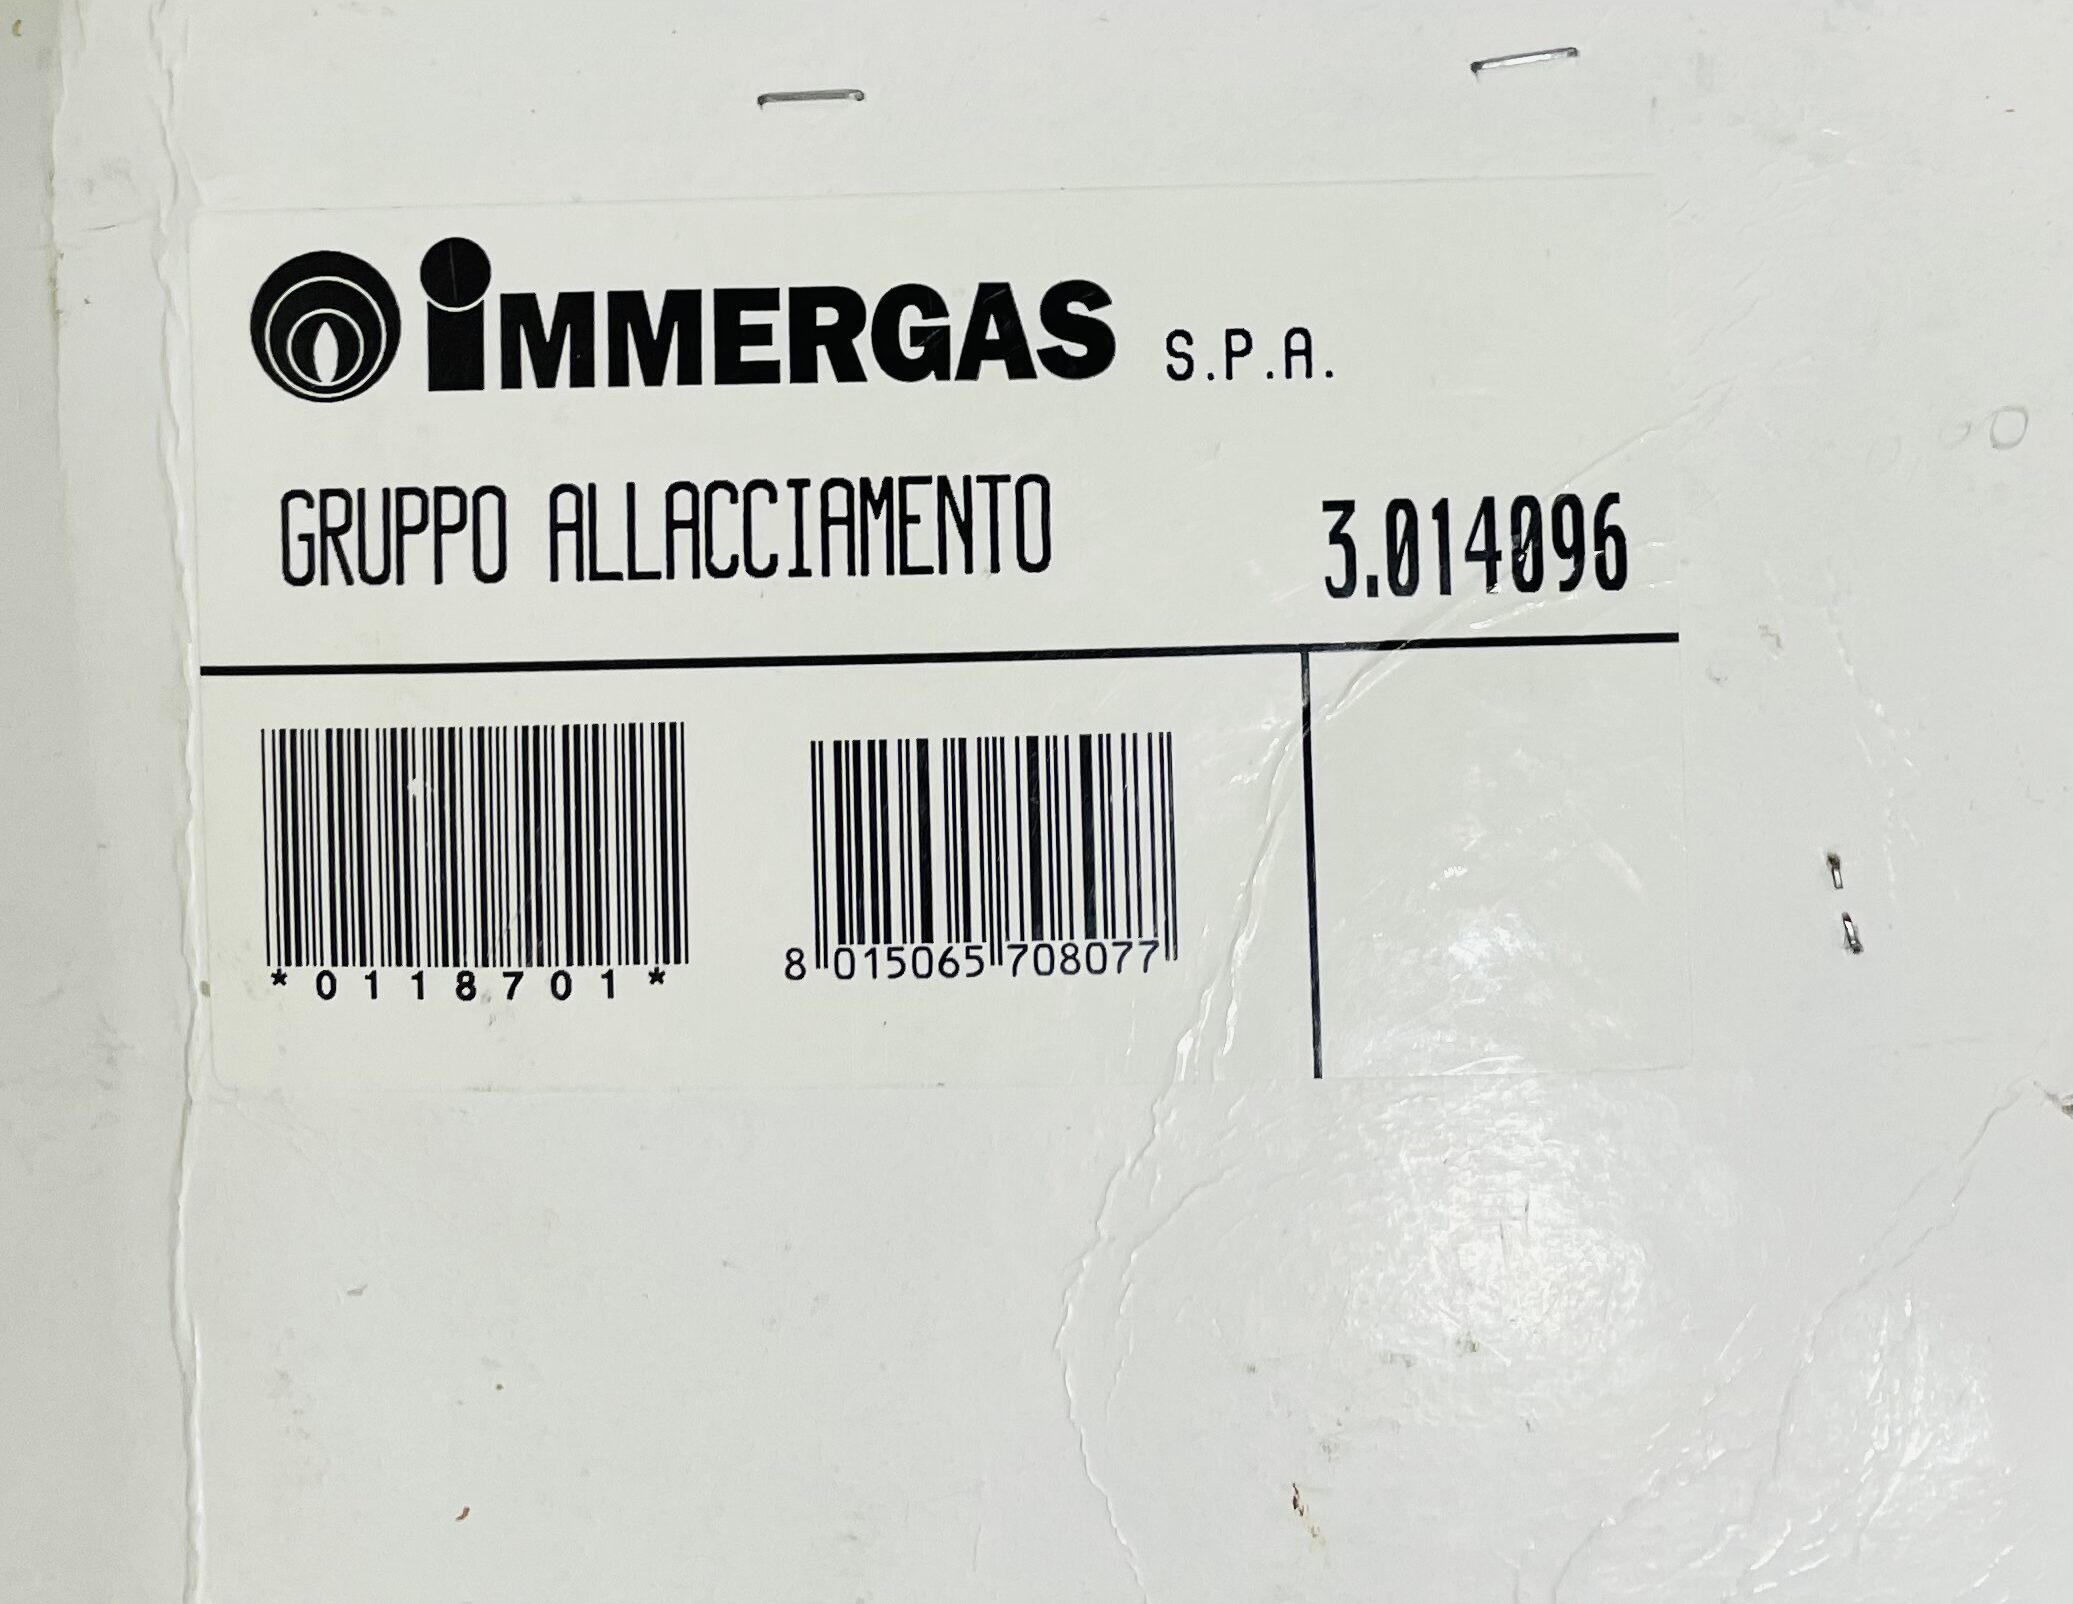 iMMERGAS S.P.A.
GRUPPO ALLACCIAMENTO 3.014096
*0118701*
8 015065 708077